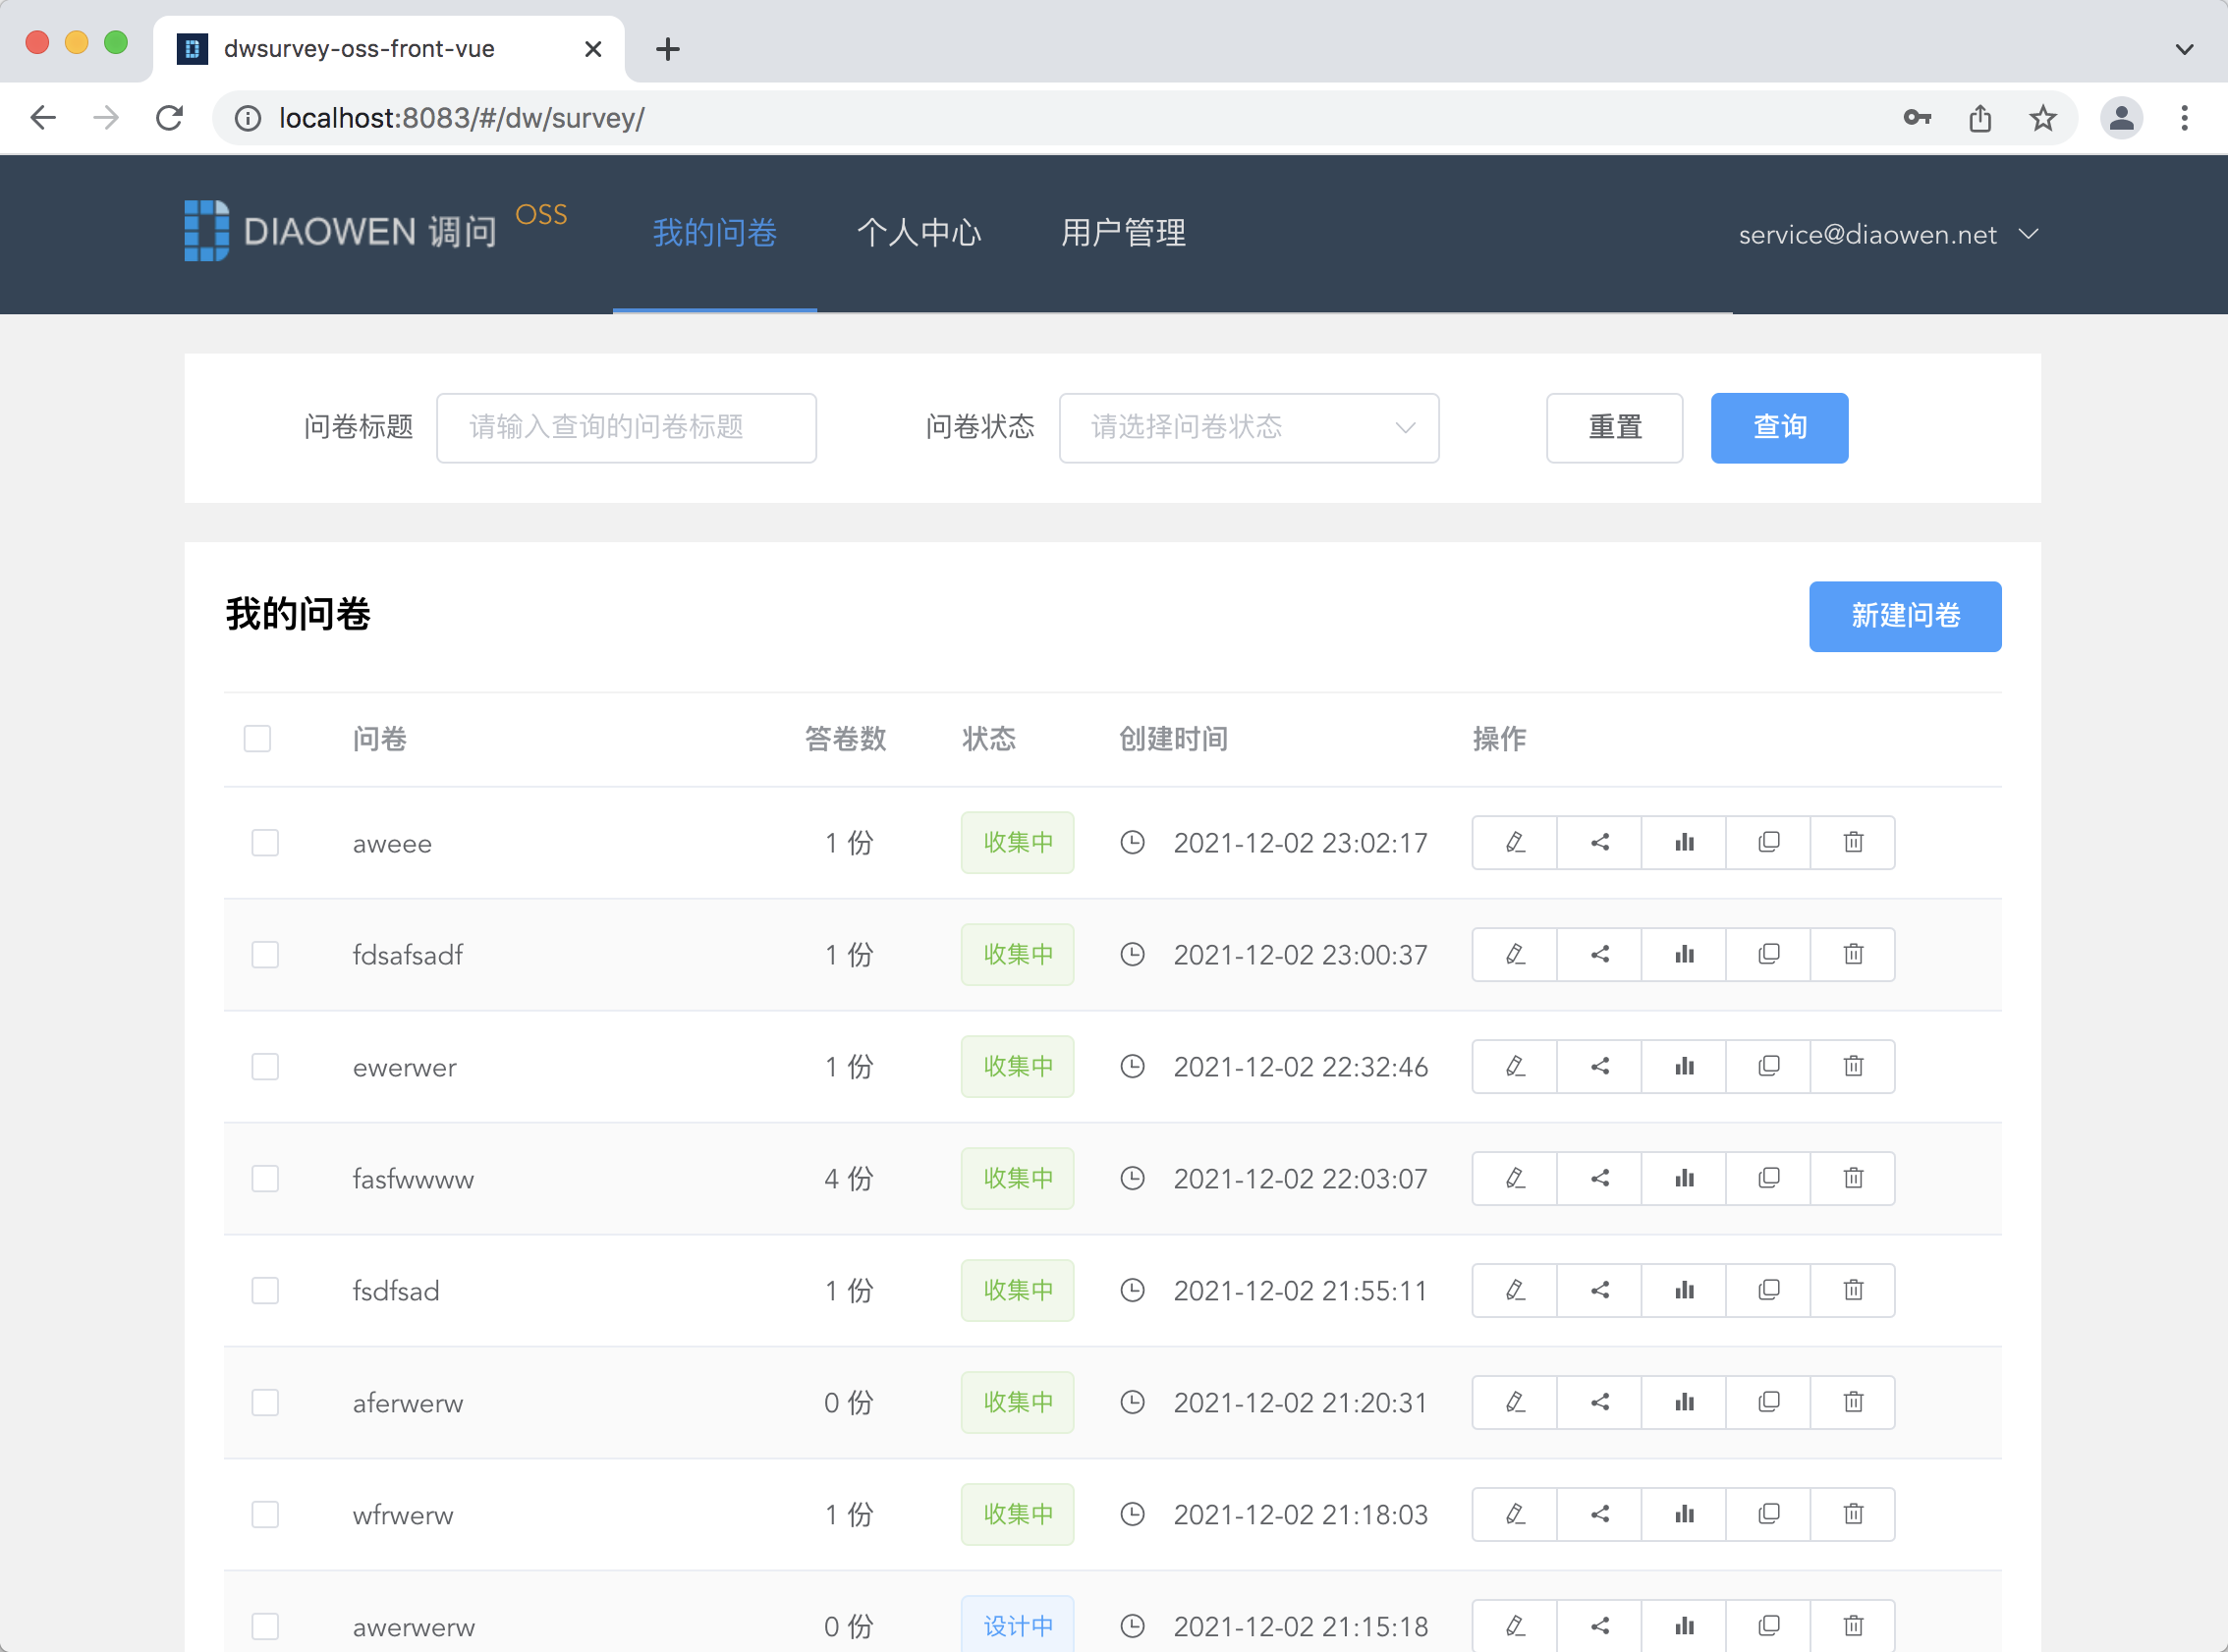 dwsurvey-oss-front-vue
localhost:8083/#/dw/survey/
DIAOWEN 调问 OSS 我的问卷 个人中心 用户管理 service@diaowen.net
问卷标题 请输入查询的问卷标题 问卷状态 请选择问卷状态 重置 查询
我的问卷 新建问卷
问卷 答卷数 状态 创建时间 操作
aweee 1 份 收集中 2021-12-02 23:02:17
fdsafsadf 1 份 收集中 2021-12-02 23:00:37
ewerwer 1 份 收集中 2021-12-02 22:32:46
fasfwwww 4 份 收集中 2021-12-02 22:03:07
fsdfsad 1 份 收集中 2021-12-02 21:55:11
aferwerw 0 份 收集中 2021-12-02 21:20:31
wfrwerw 1 份 收集中 2021-12-02 21:18:03
awerwerw 0 份 设计中 2021-12-02 21:15:18